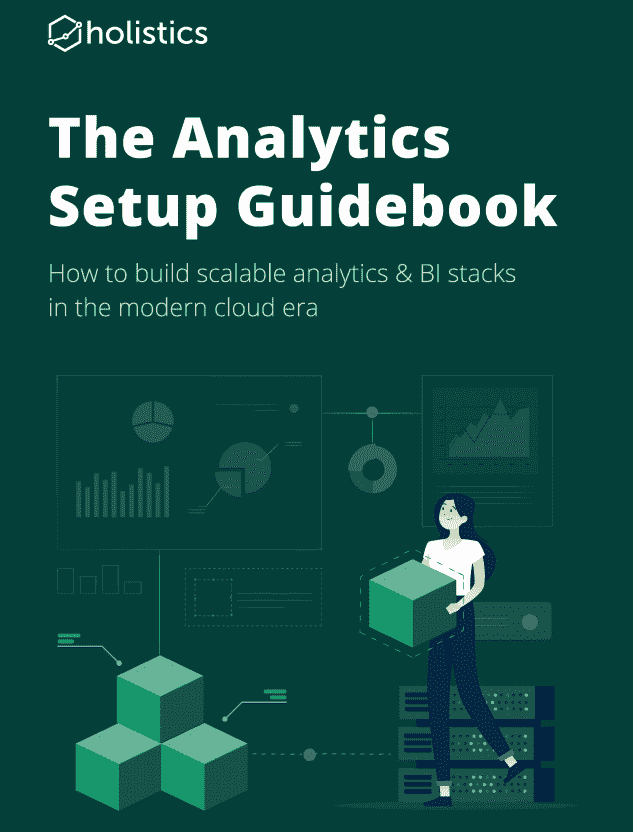 holistics
The Analytics
Setup Guidebook
How to build scalable analytics & BI stacks
in the modern cloud era